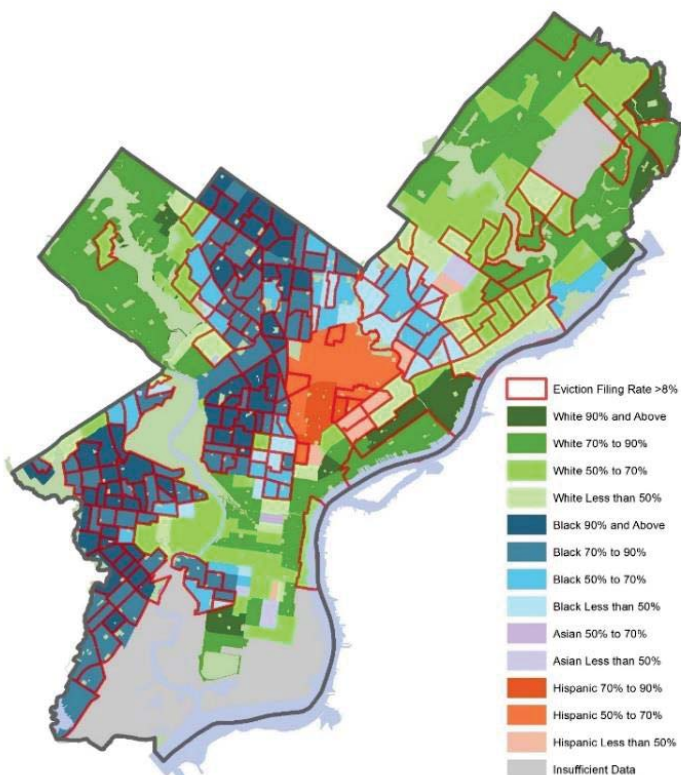 Eviction Filing Rate >8%
White 90% and Above
White 70% to 90%
White 50% to 70%
White Less than 50%
Black 90% and Above
Black 70% to 90%
Black 50% to 70%
Black Less than 50%
Asian 50% to 70%
Asian Less than 50%
Hispanic 70% to 90%
Hispanic 50% to 70%
Hispanic Less than 50%
Insufficient Data